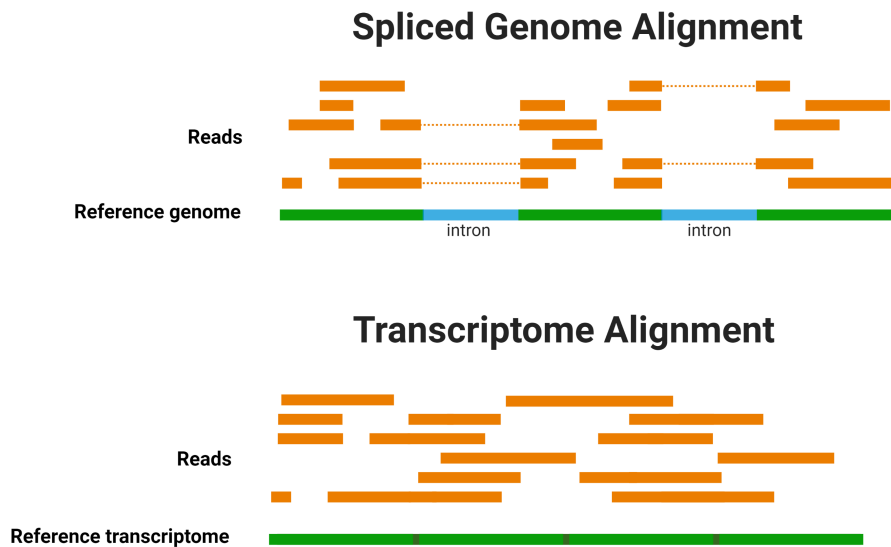 Spliced Genome Alignment
Reads
Reference genome
intron intron
Transcriptome Alignment
Reads
Reference transcriptome